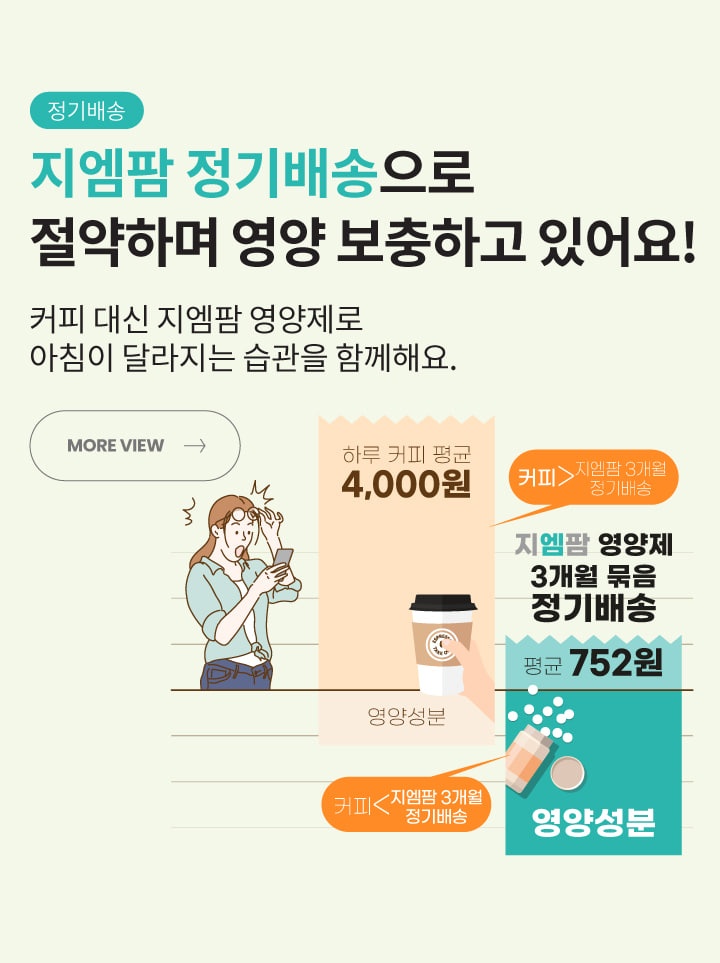 정기배송
지엠팜 정기배송으로
절약하며 영양 보충하고 있어요!
커피 대신 지엠팜 영양제로
아침이 달라지는 습관을 함께해요.
MORE VIEW
하루 커피 평균
4,000원
커피>지엠팜 3개월
정기배송
지엠팜 영양제
3개월 묶음
정기배송
평균 752원
영양성분
커피<지엠팜 3개월
정기배송
영양성분